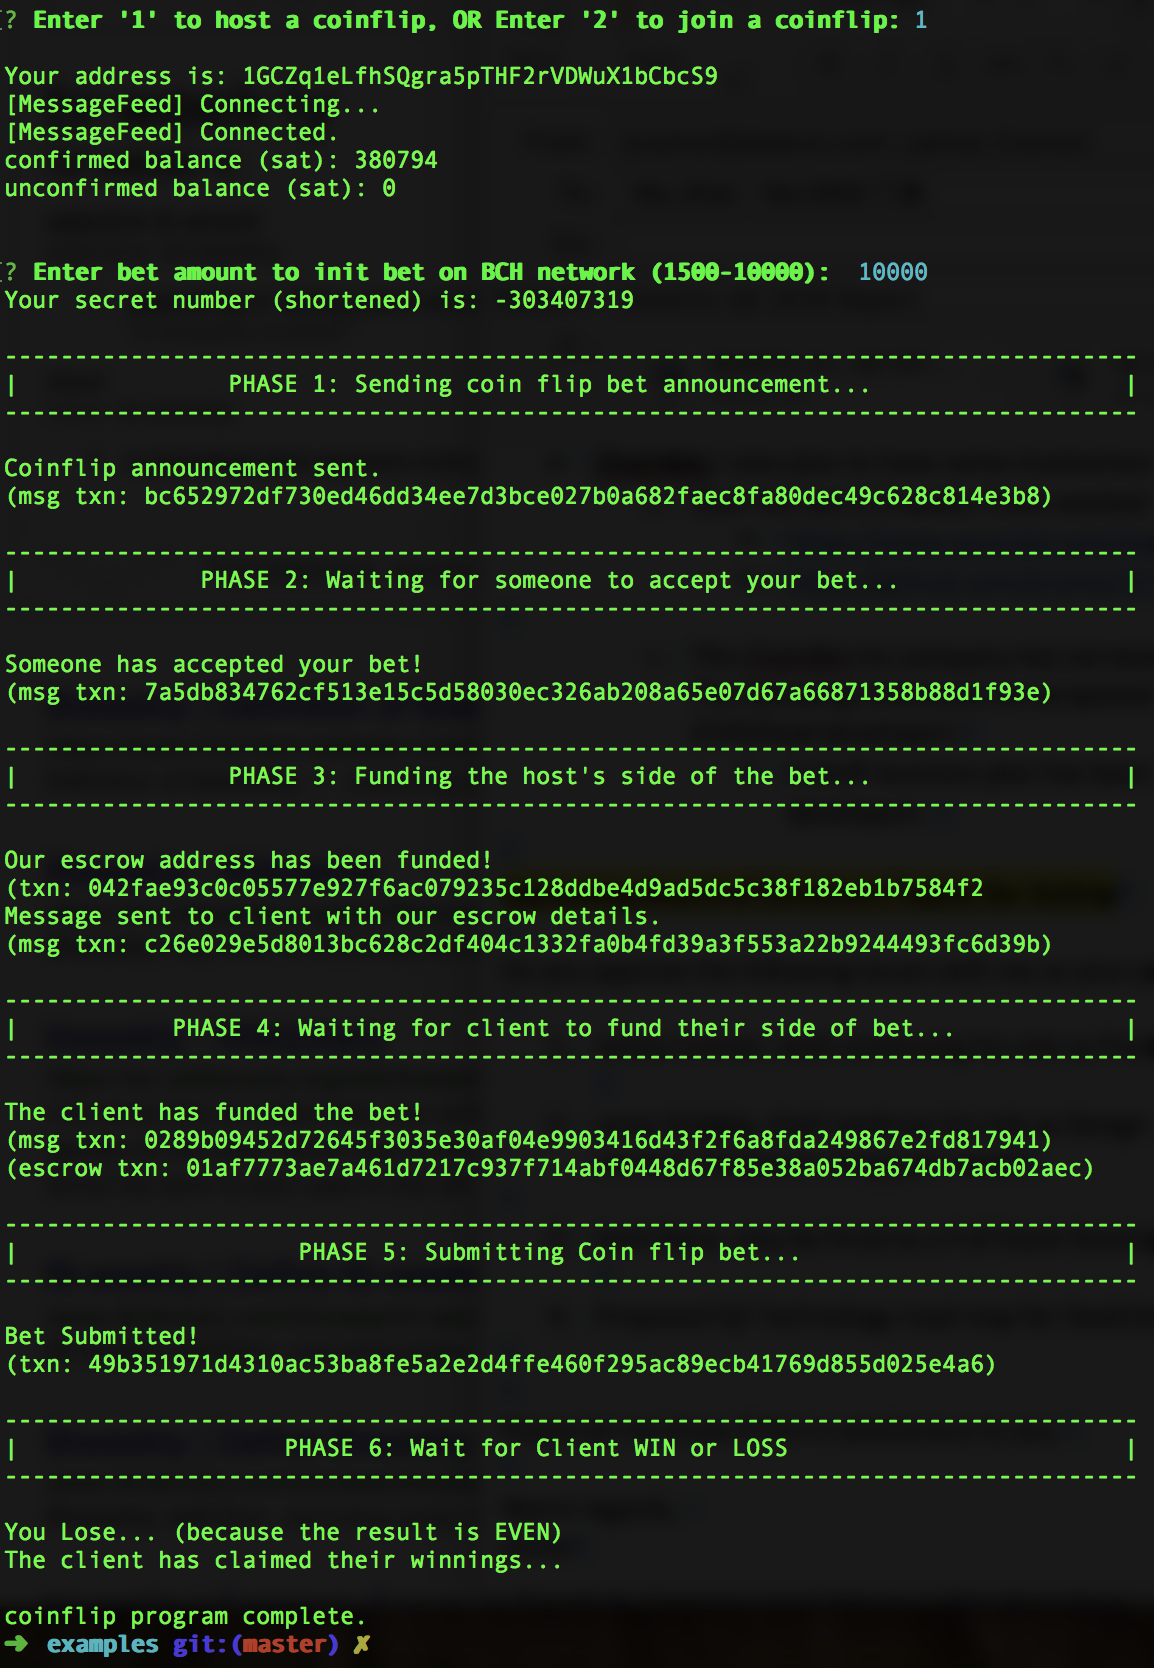 ? Enter '1' to host a coinflip, OR Enter '2' to join a coinflip: 1
Your address is: 1GCZq1eLfhSQgra5pTHF2rVDWuX1bCbcS9
[MessageFeed] Connecting...
[MessageFeed] Connected.
confirmed balance (sat): 380794
unconfirmed balance (sat): 0
? Enter bet amount to init bet on BCH network (1500-10000):  10000
Your secret number (shortened) is: -303407319
---------------------------------------------------------------------------------
|               PHASE 1: Sending coin flip bet announcement...                  |
---------------------------------------------------------------------------------
Coinflip announcement sent.
(msg txn: bc652972df730ed46dd34ee7d3bce027b0a682faec8fa80dec49c628c814e3b8)
---------------------------------------------------------------------------------
|             PHASE 2: Waiting for someone to accept your bet...                |
---------------------------------------------------------------------------------
Someone has accepted your bet!
(msg txn: 7a5db834762cf513e15c5d58030ec326ab208a65e07d67a66871358b88d1f93e)
---------------------------------------------------------------------------------
|               PHASE 3: Funding the host's side of the bet...                  |
---------------------------------------------------------------------------------
Our escrow address has been funded!
(txn: 042fae93c0c05577e927f6ac079235c128ddbe4d9ad5dc5c38f182eb1b7584f2
Message sent to client with our escrow details.
(msg txn: c26e029e5d8013bc628c2df404c1332fa0b4fd39a3f553a22b9244493fc6d39b)
---------------------------------------------------------------------------------
|           PHASE 4: Waiting for client to fund their side of bet...            |
---------------------------------------------------------------------------------
The client has funded the bet!
(msg txn: 0289b09452d72645f3035e30af04e9903416d43f2f6a8fda249867e2fd817941)
(escrow txn: 01af7773ae7a461d7217c937f714abf0448d67f85e38a052ba674db7acb02aec)
---------------------------------------------------------------------------------
|                    PHASE 5: Submitting Coin flip bet...                       |
---------------------------------------------------------------------------------
Bet Submitted!
(txn: 49b351971d4310ac53ba8fe5a2e2d4ffe460f295ac89ecb41769d855d025e4a6)
---------------------------------------------------------------------------------
|                   PHASE 6: Wait for Client WIN or LOSS                        |
---------------------------------------------------------------------------------
You Lose... (because the result is EVEN)
The client has claimed their winnings...
coinflip program complete.
➜  examples git:(master) ✗